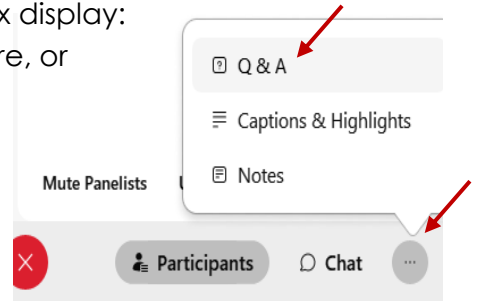 x display:
re, or
Q & A
Captions & Highlights
Notes
Mute Panelists
Participants Chat ...